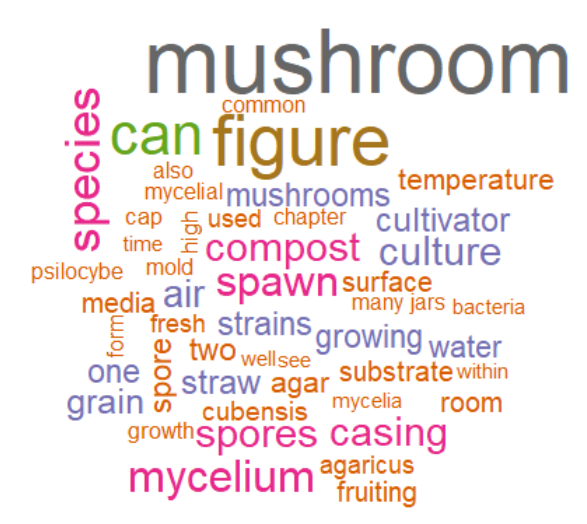 mushroom
common
species
can figure
also
mycelial mushrooms temperature
cap high used chapter cultivator
time compost culture
psilocybe mold spawn surface
media air many jars bacteria
form fresh strains growing water
spore two well see
one straw agar substrate within
grain cubensis mycelia room
growth spores casing
mycelium agaricus
fruiting